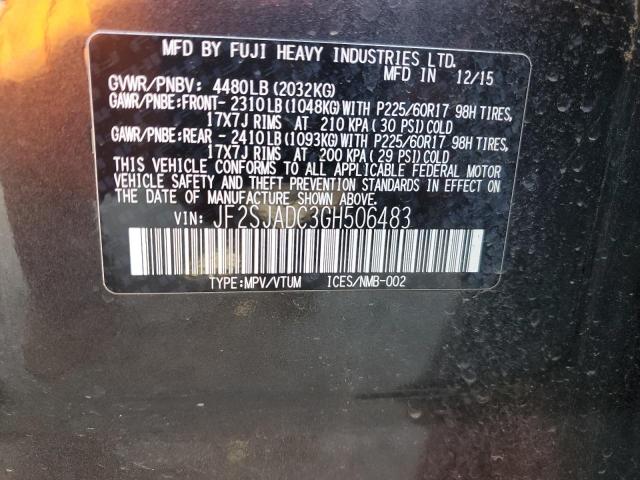 MFD BY FUJI HEAVY INDUSTRIES LTD.
MFD IN 12/15
GVWR/PNBV: 4480LB (2032KG)
GAWR/PNBE:FRONT- 2310LB(1048KG)WITH P225/60R17 98H TIRES,
17X7J RIMS AT 210 KPA ( 30 PSI) COLD
GAWR/PNBE:REAR - 2410LB(1093KG)WITH P225/60R17 98H TIRES,
17X7J RIMS AT 200 KPA ( 29 PSI) COLD
THIS VEHICLE CONFORMS TO ALL APPLICABLE FEDERAL MOTOR
VEHICLE SAFETY AND THEFT PREVENTION STANDARDS IN EFFECT ON
THE DATE OF MANUFACTURE SHOWN ABOVE.
VIN: JF2SJADC3GH506483
TYPE:MPV/VTUM ICES/NMB-002